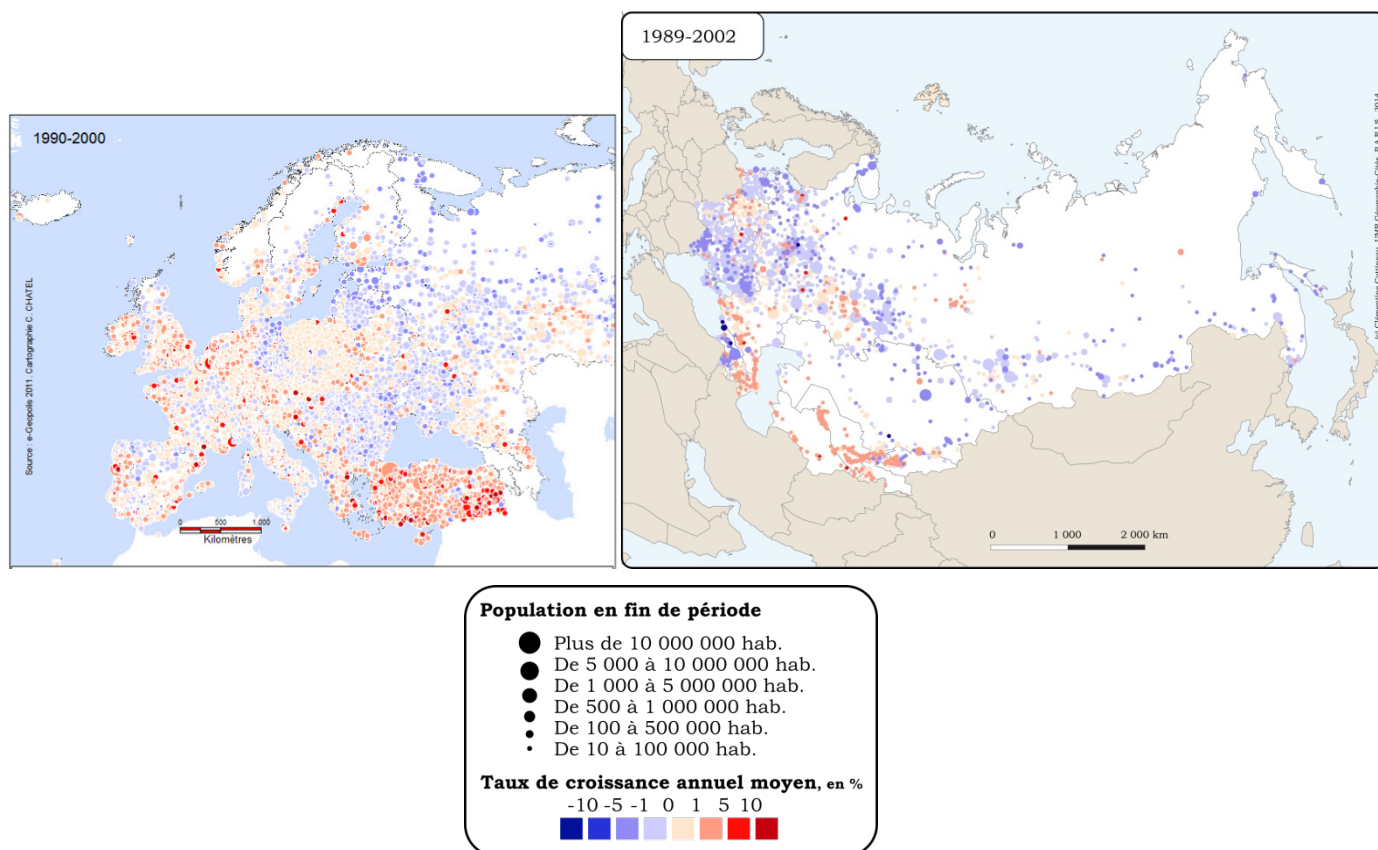 1990-2000
Source : e-Geopolis 2011. Cartographie C. CHATEL
0 500 1 000
Kilomètres
1989-2002
0 1 000 2 000 km
Population en fin de période
Plus de 10 000 000 hab.
De 5 000 à 10 000 000 hab.
De 1 000 à 5 000 000 hab.
De 500 à 1 000 000 hab.
De 100 à 500 000 hab.
De 10 à 100 000 hab.
Taux de croissance annuel moyen, en %
-10 -5 -1 0 1 5 10